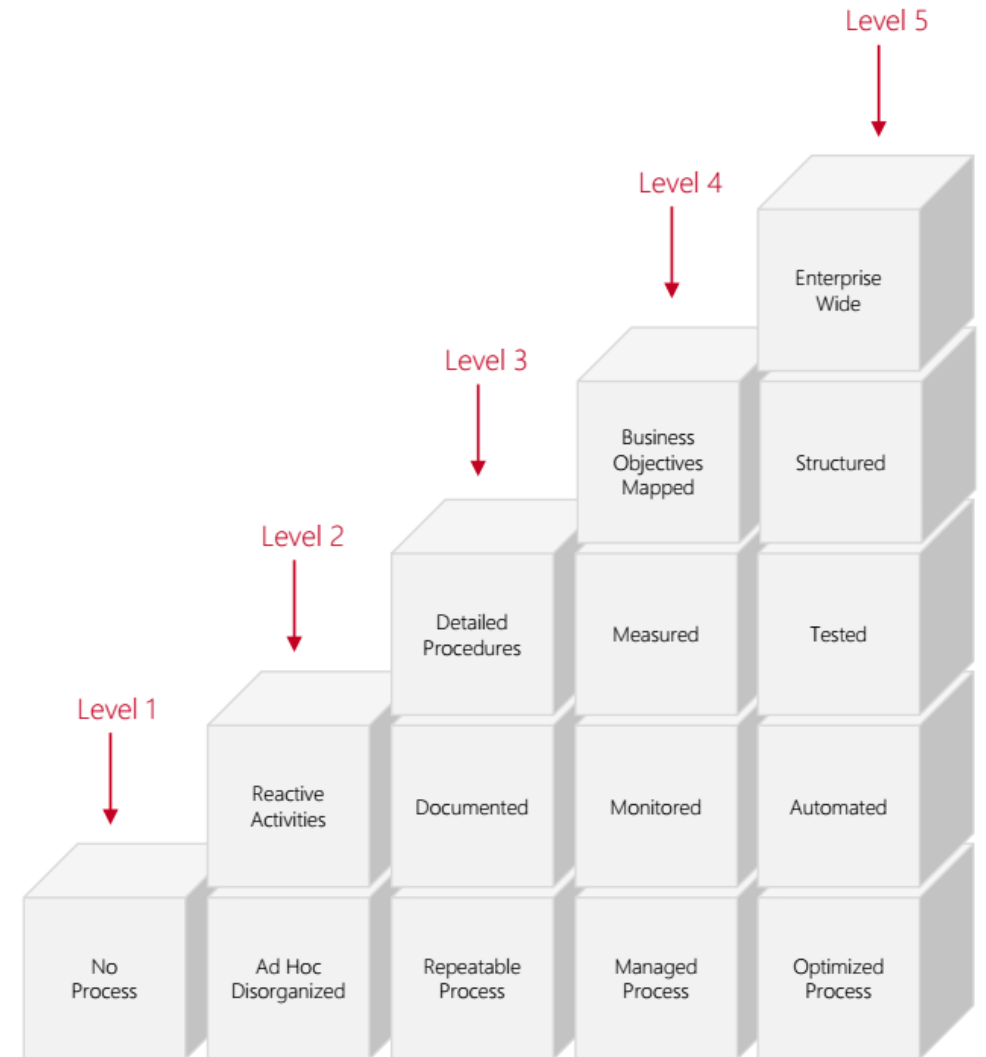 Level 5
Level 4
Enterprise
Wide
Level 3
Business
Objectives
Mapped
Structured
Level 2
Detailed
Procedures
Measured
Tested
Level 1
Reactive
Activities
Documented
Monitored
Automated
No
Process
Ad Hoc
Disorganized
Repeatable
Process
Managed
Process
Optimized
Process